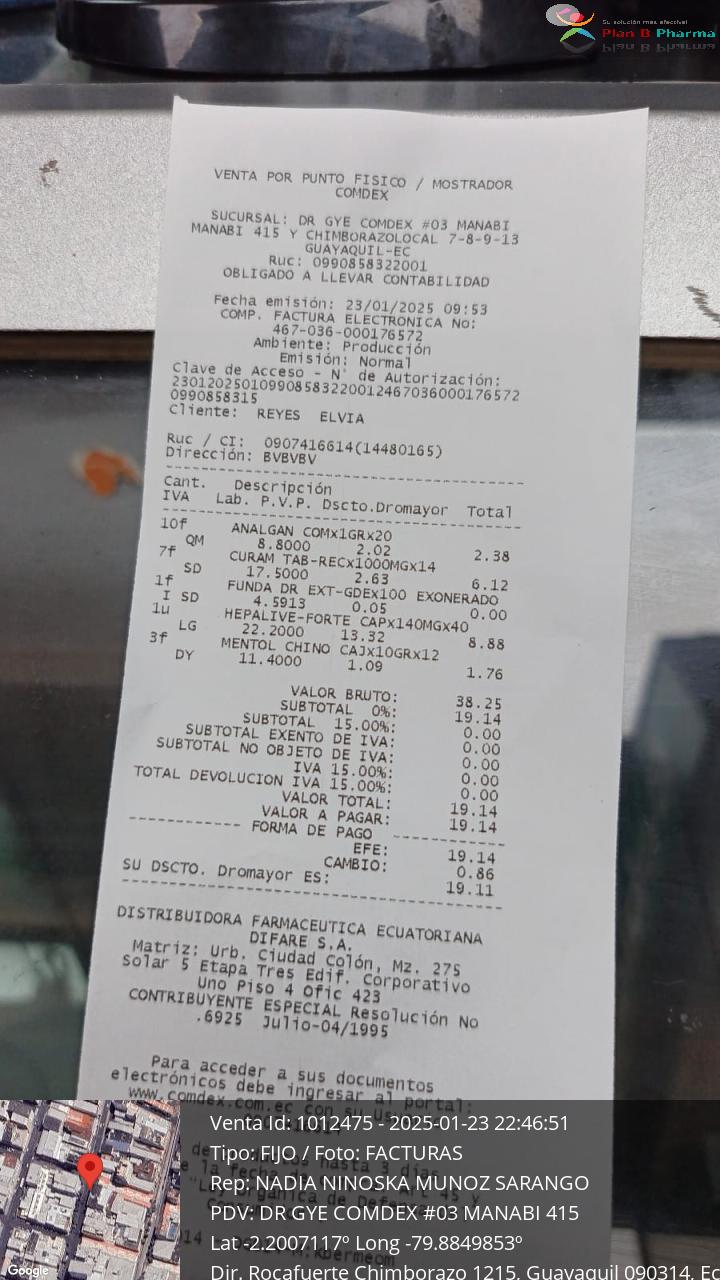 Su solución más efectiva!
Plan B Pharma
VENTA POR PUNTO FISICO / MOSTRADOR
COMDEX
SUCURSAL: DR GYE COMDEX #03 MANABI
MANABI 415 Y CHIMBORAZOLOCAL 7-8-9-13
GUAYAQUIL-EC
Ruc: 0990858322001
OBLIGADO A LLEVAR CONTABILIDAD
Fecha emisión: 23/01/2025 09:53
COMP. FACTURA ELECTRONICA No:
467-036-000176572
Ambiente: Producción
Emisión: Normal
Clave de Acceso - N° de Autorización:
230120250109908583220012467036000176572
0990858315
Cliente: REYES ELVIA
Ruc / CI: 0907416614(14480165)
Dirección: BVBVBV
Cant. Descripción
IVA Lab. P.V.P. Dscto.Dromayor Total
10f ANALGAN COMx1GRx20
QM 8.8000 2.02 2.38
7f CURAM TAB-RECx1000MGx14
SD 17.5000 2.63 6.12
1f FUNDA DR EXT-GDEx100 EXONERADO
I SD 4.5913 0.05 0.00
1u HEPALIVE-FORTE CAPx140MGx40
LG 22.2000 13.32 8.88
3f MENTOL CHINO CAJx10GRx12
DY 11.4000 1.09 1.76
VALOR BRUTO: 38.25
SUBTOTAL 0%: 19.14
SUBTOTAL 15.00%: 0.00
SUBTOTAL EXENTO DE IVA: 0.00
SUBTOTAL NO OBJETO DE IVA: 0.00
IVA 15.00%: 0.00
TOTAL DEVOLUCION IVA 15.00%: 0.00
VALOR TOTAL: 19.14
VALOR A PAGAR: 19.14
---------- FORMA DE PAGO ----------
EFE: 19.14
CAMBIO: 0.86
SU DSCTO. Dromayor ES: 19.11
DISTRIBUIDORA FARMACEUTICA ECUATORIANA
DIFARE S.A.
Matriz: Urb. Ciudad Colón, Mz. 275
Solar 5 Etapa Tres Edif. Corporativo
Uno Piso 4 Ofic 423
CONTRIBUYENTE ESPECIAL Resolución No
.6925 Julio-04/1995
Para acceder a sus documentos
electrónicos debe ingresar al portal:
www.comdex.com.ec con su
Venta Id: 1012475 - 2025-01-23 22:46:51
Tipo: FIJO / Foto: FACTURAS
Rep: NADIA NINOSKA MUNOZ SARANGO
PDV: DR GYE COMDEX #03 MANABI 415
Lat -2.2007117º Long -79.8849853º
Dir. Rocafuerte Chimborazo 1215, Guayaquil 090314, Ec
Google